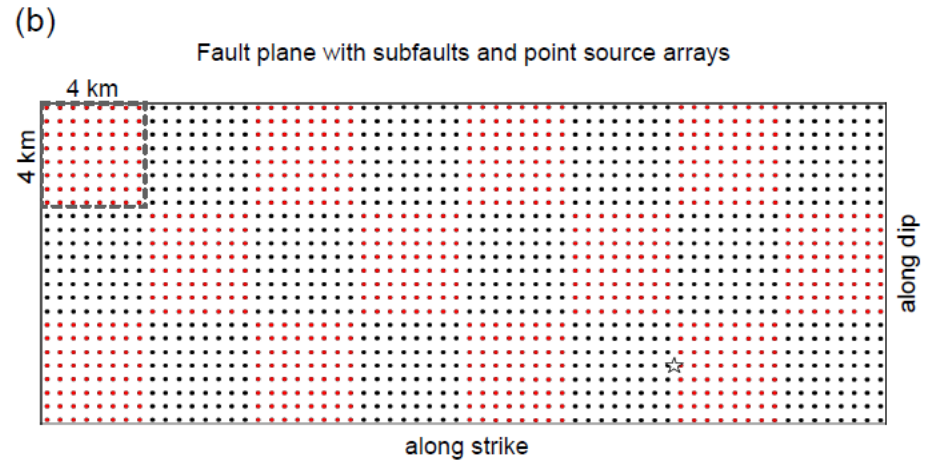 (b)
Fault plane with subfaults and point source arrays
4 km
4 km
along dip
along strike